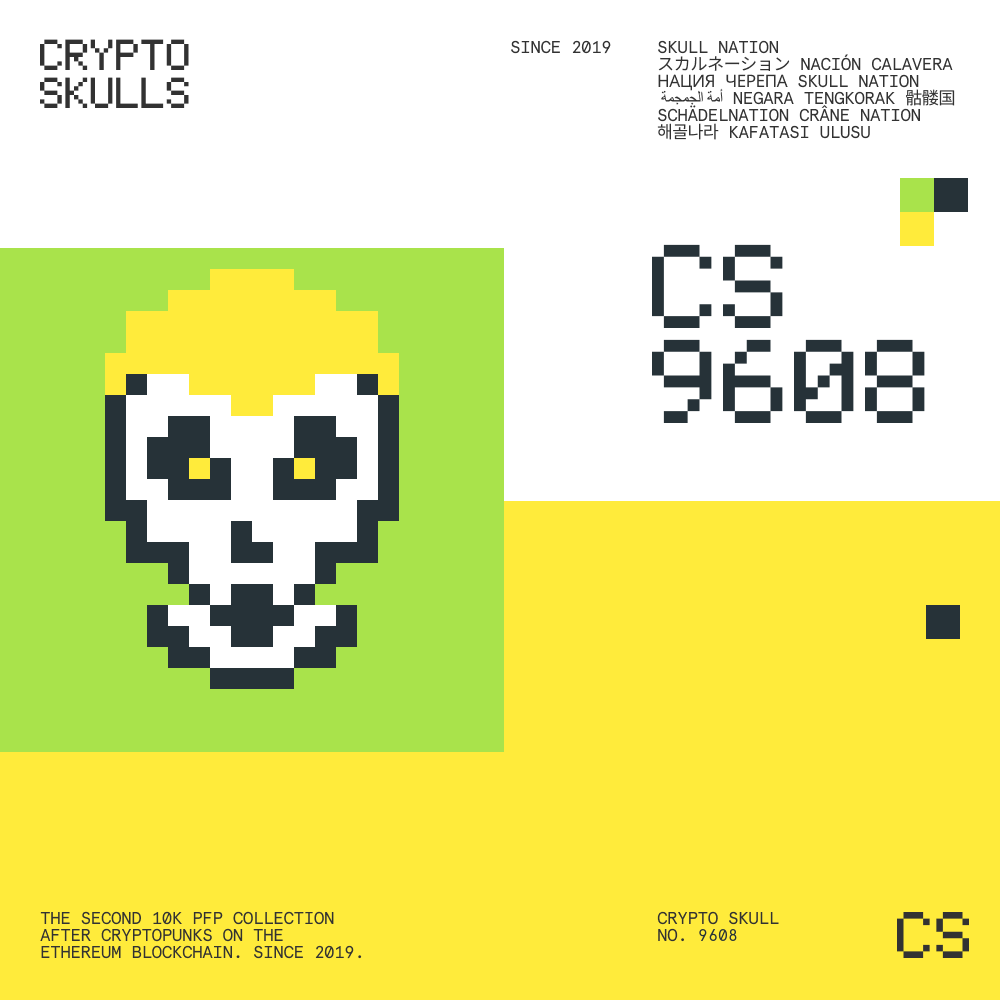 CRYPTO
SKULLS
SINCE 2019
SKULL NATION
スカルネーション NACIÓN CALAVERA
НАЦИЯ ЧЕРЕПА SKULL NATION
أمة الجمجمة NEGARA TENGKORAK 骷髅国
SCHÄDELNATION CRÂNE NATION
해골나라 KAFATASI ULUSU
CS
9608
THE SECOND 10K PFP COLLECTION
AFTER CRYPTOPUNKS ON THE
ETHEREUM BLOCKCHAIN. SINCE 2019.
CRYPTO SKULL
NO. 9608
CS